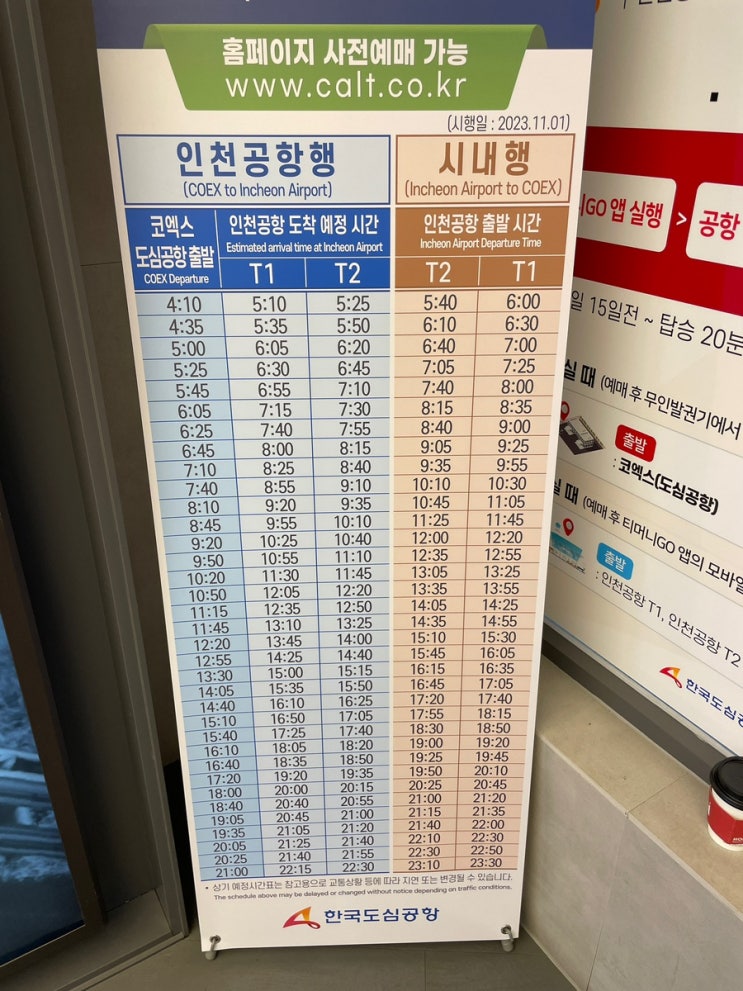 홈페이지 사전예매 가능
www.calt.co.kr
(시행일 : 2023.11.01)
인천공항행
(COEX to Incheon Airport)
시내행
(Incheon Airport to COEX)
코엑스
도심공항 출발
COEX Departure
인천공항 도착 예정 시간
Estimated arrival time at Incheon Airport
T1 T2
인천공항 출발 시간
Incheon Airport Departure Time
T2 T1
4:10 5:10 5:25 5:40 6:00
4:35 5:35 5:50 6:10 6:30
5:00 6:05 6:20 6:40 7:00
5:25 6:30 6:45 7:05 7:25
5:45 6:55 7:10 7:40 8:00
6:05 7:15 7:30 8:15 8:35
6:25 7:40 7:55 8:40 9:00
6:45 8:00 8:15 9:05 9:25
7:10 8:25 8:40 9:35 9:55
7:40 8:55 9:10 10:10 10:30
8:10 9:20 9:35 10:45 11:05
8:45 9:55 10:10 11:25 11:45
9:20 10:25 10:40 12:00 12:20
9:50 10:55 11:10 12:35 12:55
10:20 11:30 11:45 13:05 13:25
10:50 12:05 12:20 13:35 13:55
11:15 12:35 12:50 14:05 14:25
11:45 13:10 13:25 14:35 14:55
12:20 13:45 14:00 15:10 15:30
12:55 14:25 14:40 15:45 16:05
13:30 15:00 15:15 16:15 16:35
14:05 15:35 15:50 16:45 17:05
14:40 16:10 16:25 17:20 17:40
15:10 16:50 17:05 17:55 18:15
15:40 17:25 17:40 18:30 18:50
16:10 18:05 18:20 19:00 19:20
16:40 18:35 18:50 19:25 19:45
17:20 19:20 19:35 19:50 20:10
18:00 20:00 20:15 20:25 20:45
18:40 20:40 20:55 21:00 21:20
19:05 20:45 21:00 21:15 21:35
19:35 21:05 21:20 21:40 22:00
20:05 21:25 21:40 22:10 22:30
20:25 21:40 21:55 22:30 22:50
21:00 22:15 22:30 23:10 23:30
* 상기 예정시간표는 참고용으로 교통상황 등에 따라 지연 또는 변경될 수 있습니다.
The schedule above may be delayed or changed without notice depending on traffic conditions.
한국도심공항
GO 앱 실행 > 공항
일 15일전 ~ 탑승 20분
실 때 (예매 후 무인발권기에서
출발
: 코엑스(도심공항)
실 때 (예매 후 티머니GO 앱의 모바일
출발
: 인천공항 T1, 인천공항 T2
한국도심공